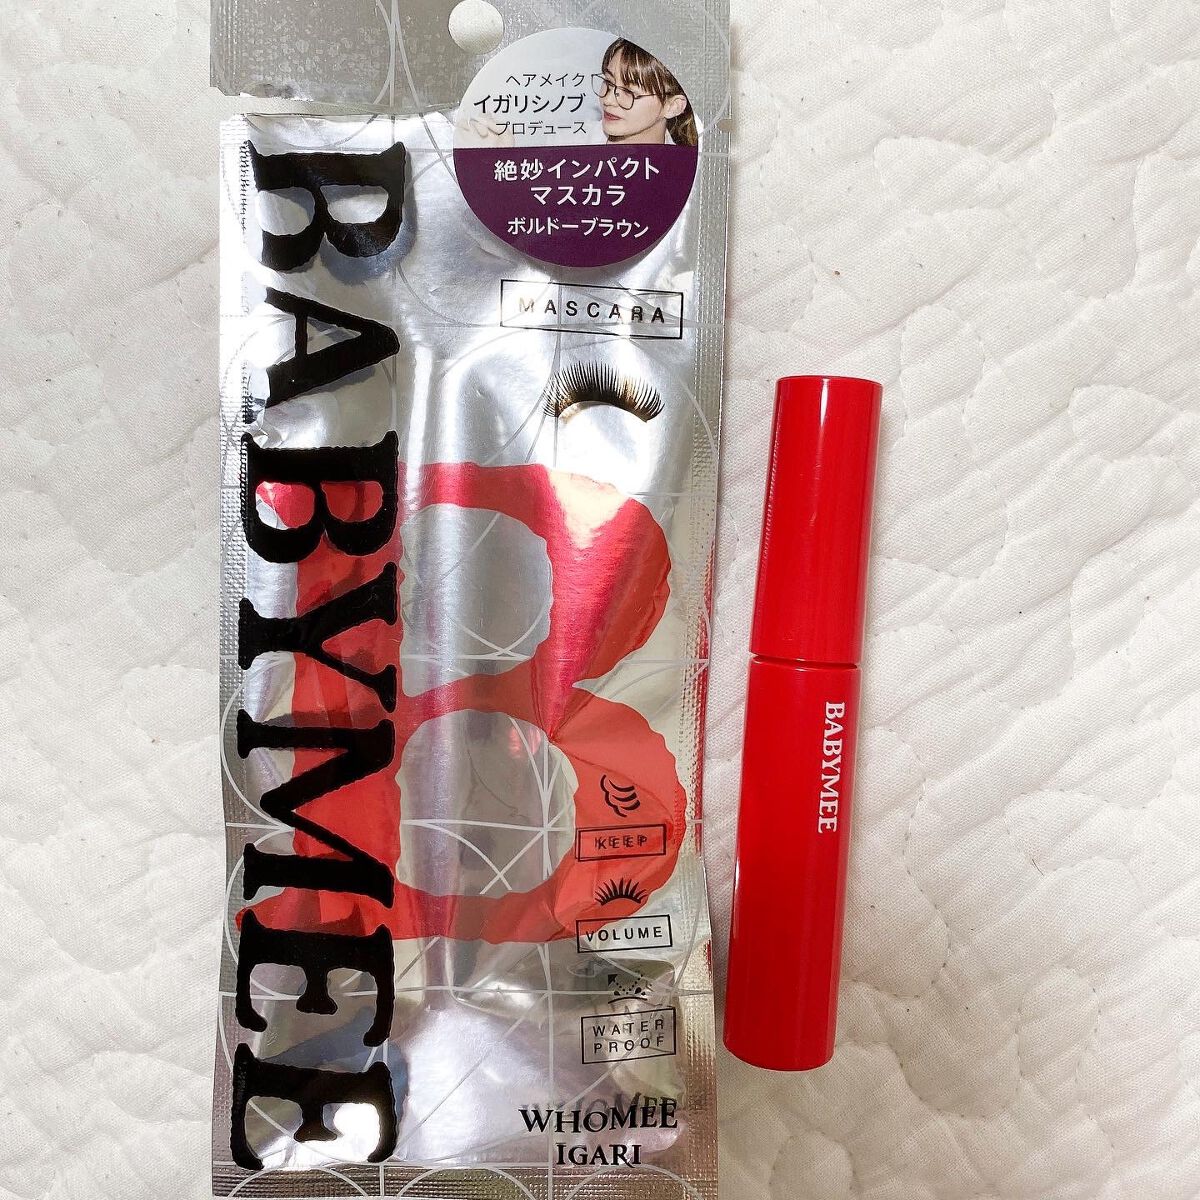 ヘアメイク
イガリシノブ
プロデュース
絶妙インパクト
マスカラ
ボルドーブラウン
MASCARA
BABYMEE
KEEP
VOLUME
WATER
PROOF
WHOMEE
IGARI
BABYMEE